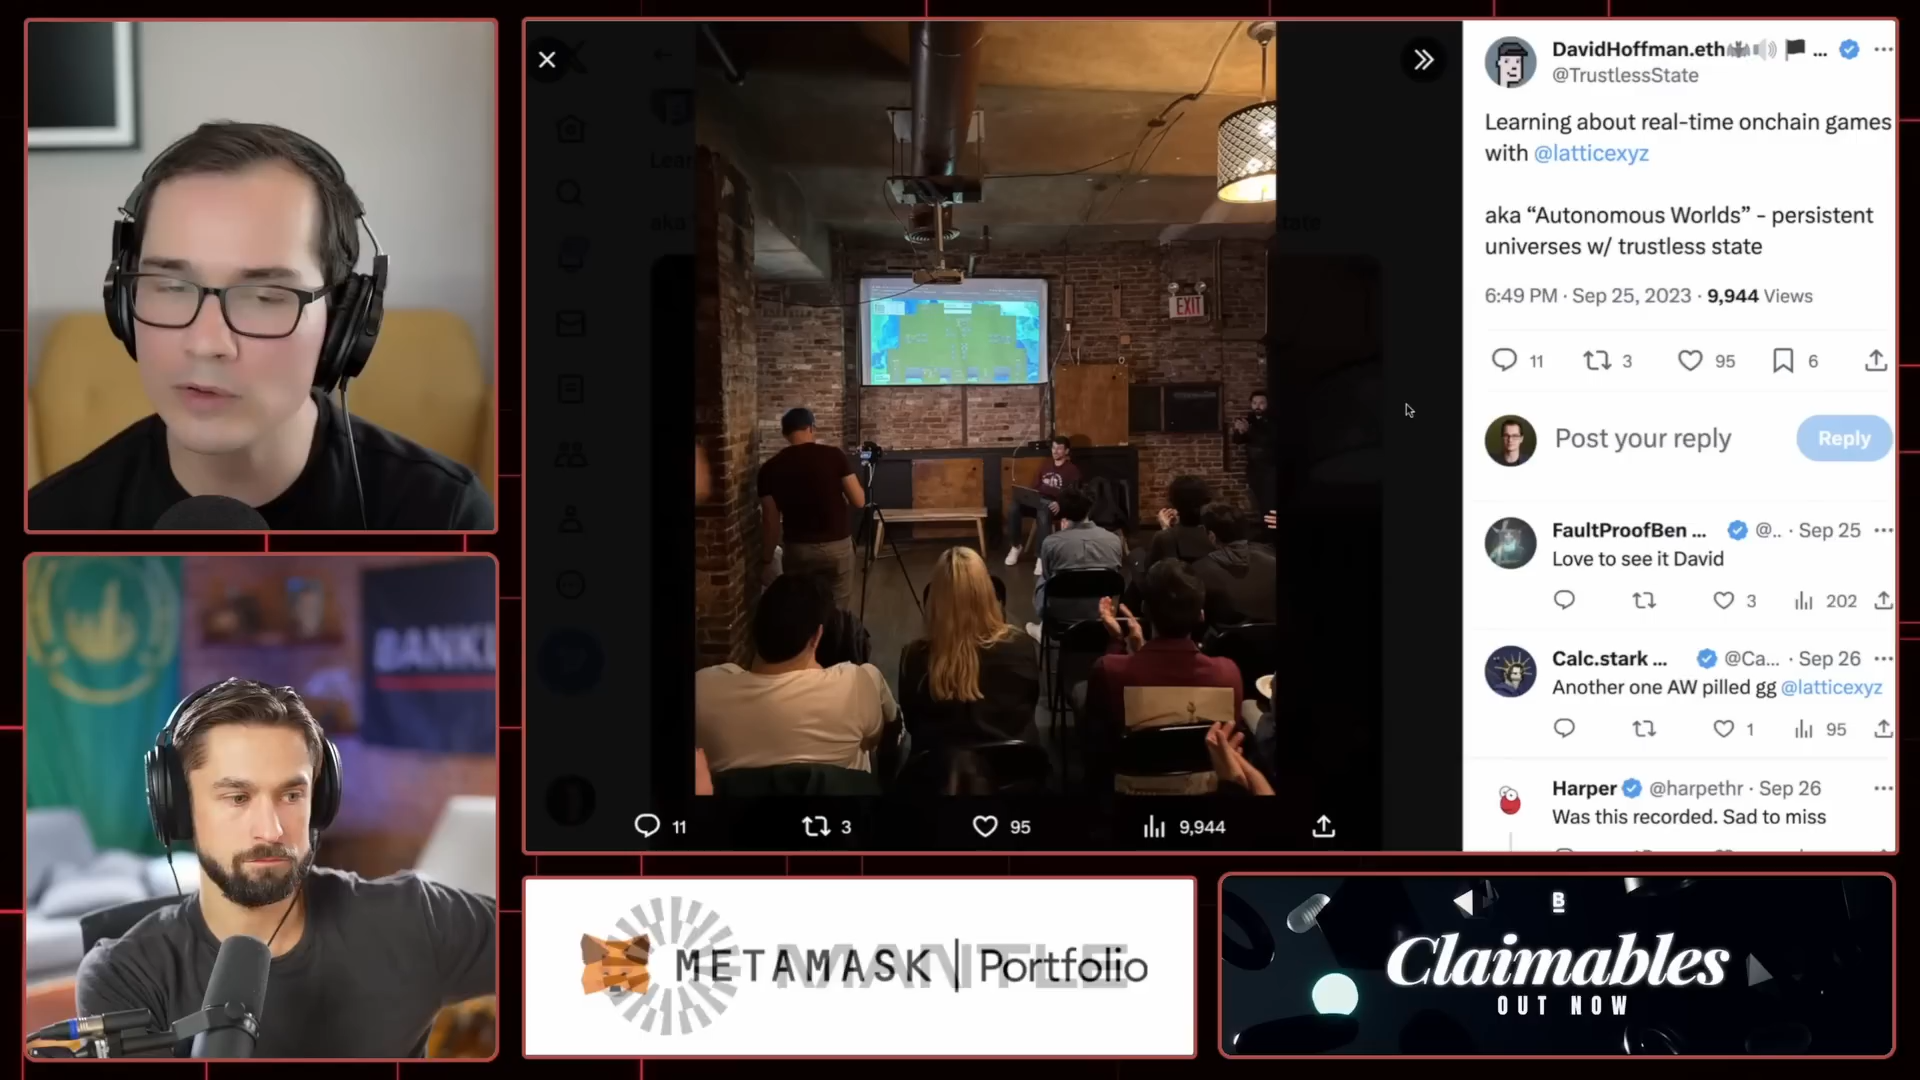 DavidHoffman.eth ...
@TrustlessState
Learning about real-time onchain games
with @latticexyz
aka “Autonomous Worlds” - persistent
universes w/ trustless state
6:49 PM · Sep 25, 2023 · 9,944 Views
11 3 95 6
Post your reply Reply
FaultProofBen ... @.. · Sep 25
Love to see it David
3 202
Calc.stark ... @Ca... · Sep 26
Another one AW pilled gg @latticexyz
1 95
Harper @harpethr · Sep 26
Was this recorded. Sad to miss
EXIT
11 3 95 9,944
BANKL
METAMASK | Portfolio
MANTLE
B
Claimables
OUT NOW